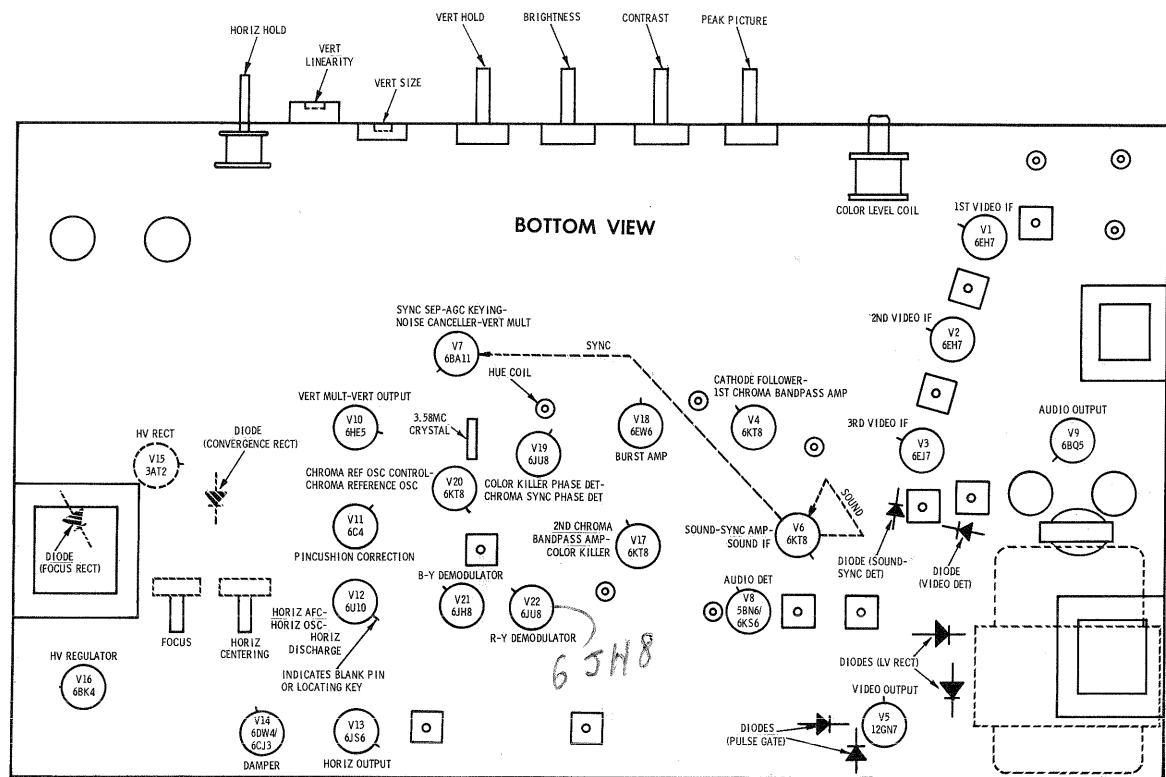 VERT HOLD
BRIGHTNESS
CONTRAST
PEAK PICTURE
HORIZ HOLD
VERT
LINEARITY
VERT SIZE
COLOR LEVEL COIL
1ST VIDEO IF
V1
6EH7
BOTTOM VIEW
SYNC SEP-AGC KEYING-
NOISE CANCELLER-VERT MULT
V7
6BA11
SYNC
2ND VIDEO IF
V2
6EH7
HUE COIL
CATHODE FOLLOWER-
1ST CHROMA BANDPASS AMP
V4
6KT8
VERT MULT-VERT OUTPUT
V10
6HE5
3.58MC
CRYSTAL
V18
6EW6
BURST AMP
3RD VIDEO IF
V3
6EJ7
AUDIO OUTPUT
V9
6BQ5
HV RECT
V15
3AT2
DIODE
(CONVERGENCE RECT)
V19
6JU8
COLOR KILLER PHASE DET-
CHROMA SYNC PHASE DET
CHROMA REF OSC CONTROL-
CHROMA REFERENCE OSC
V20
6KT8
SOUND
DIODE
(FOCUS RECT)
V11
6C4
PINCUSHION CORRECTION
2ND CHROMA
BANDPASS AMP-
COLOR KILLER
V17
6KT8
SOUND-SYNC AMP-
SOUND IF
V6
6KT8
DIODE (SOUND-
SYNC DET)
DIODE
(VIDEO DET)
B-Y DEMODULATOR
V21
6JH8
V22
6JU8
R-Y DEMODULATOR
6JH8
AUDIO DET
V8
5BN6/
6KS6
V12
6U10
HORIZ AFC-
HORIZ OSC-
HORIZ
DISCHARGE
FOCUS
HORIZ
CENTERING
INDICATES BLANK PIN
OR LOCATING KEY
HV REGULATOR
V16
6BK4
DIODES (LV RECT)
VIDEO OUTPUT
V5
12GN7
DIODES
(PULSE GATE)
V14
6DW4/
6CJ3
DAMPER
V13
6JS6
HORIZ OUTPUT